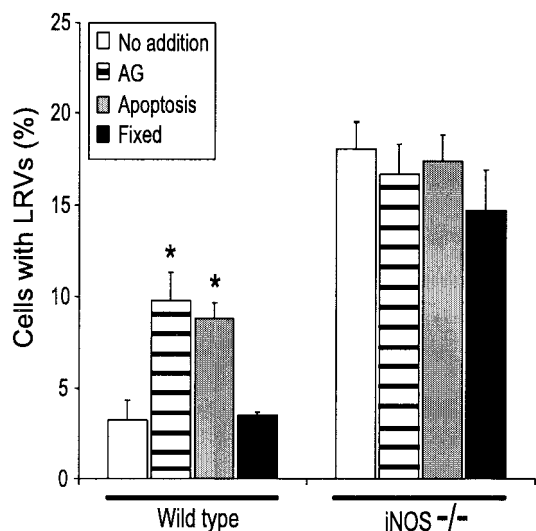 Cells with LRVs (%)
25
20
15
10
5
0
No addition
AG
Apoptosis
Fixed
*
*
Wild type
iNOS -/-